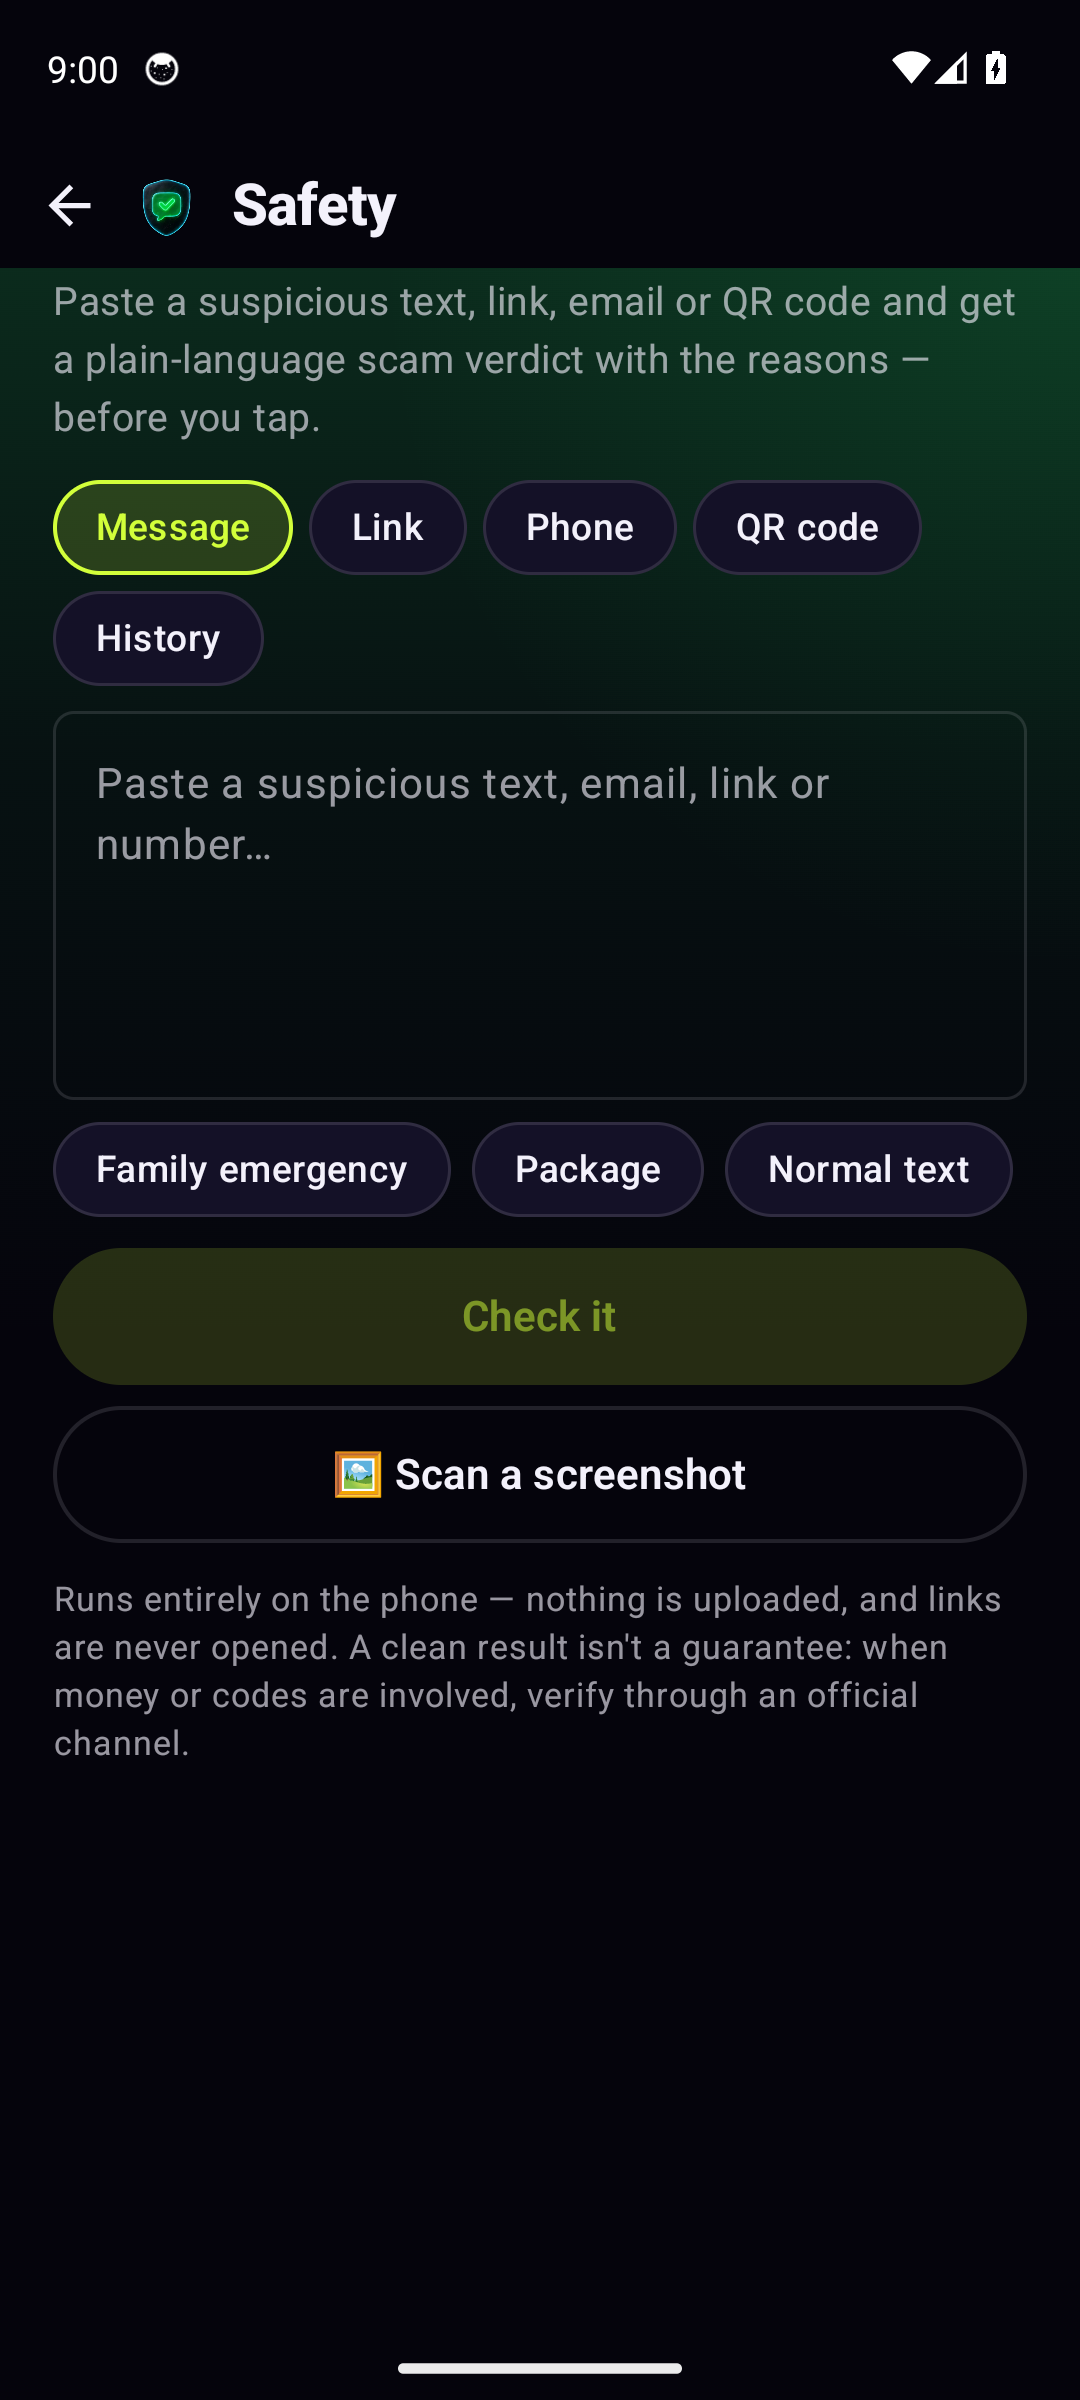 9:00
Safety
Paste a suspicious text, link, email or QR code and get
a plain-language scam verdict with the reasons —
before you tap.
Message
Link
Phone
QR code
History
Paste a suspicious text, email, link or
number…
Family emergency
Package
Normal text
Check it
Scan a screenshot
Runs entirely on the phone — nothing is uploaded, and links
are never opened. A clean result isn't a guarantee: when
money or codes are involved, verify through an official
channel.